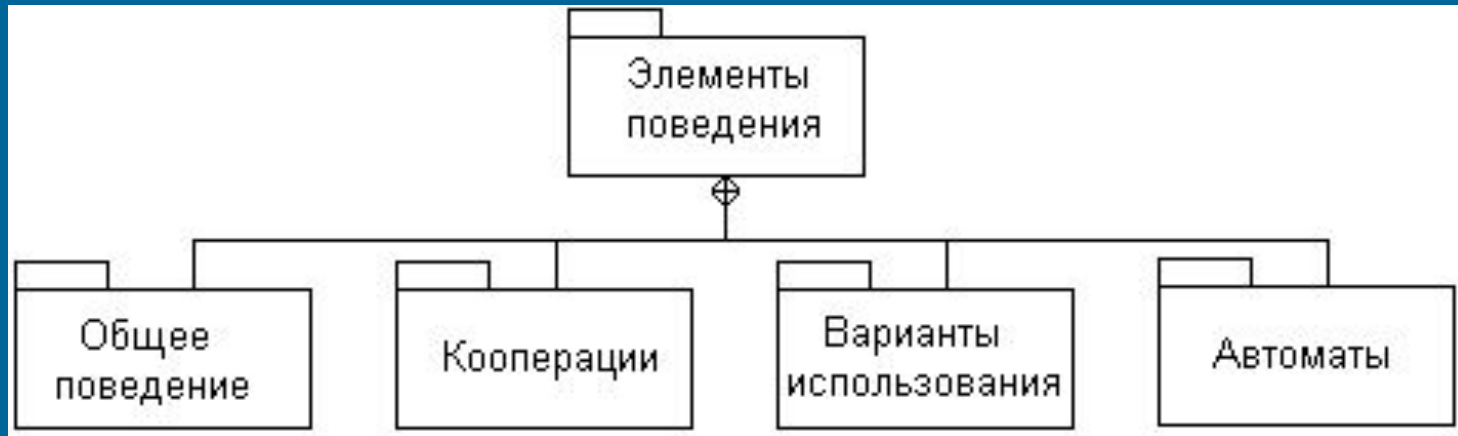 Элементы
поведения
Общее
поведение
Кооперации
Варианты
использования
Автоматы